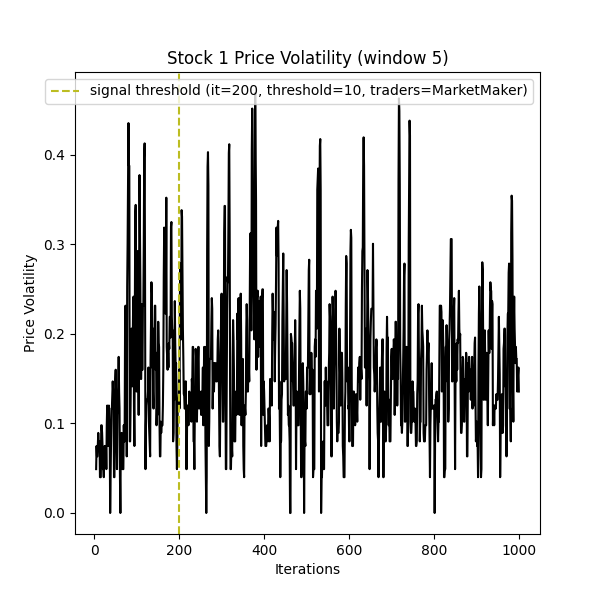 Stock 1 Price Volatility (window 5)
signal threshold (it=200, threshold=10, traders=MarketMaker)
Price Volatility
0.4
0.3
0.2
0.1
0.0
0 200 400 600 800 1000
Iterations